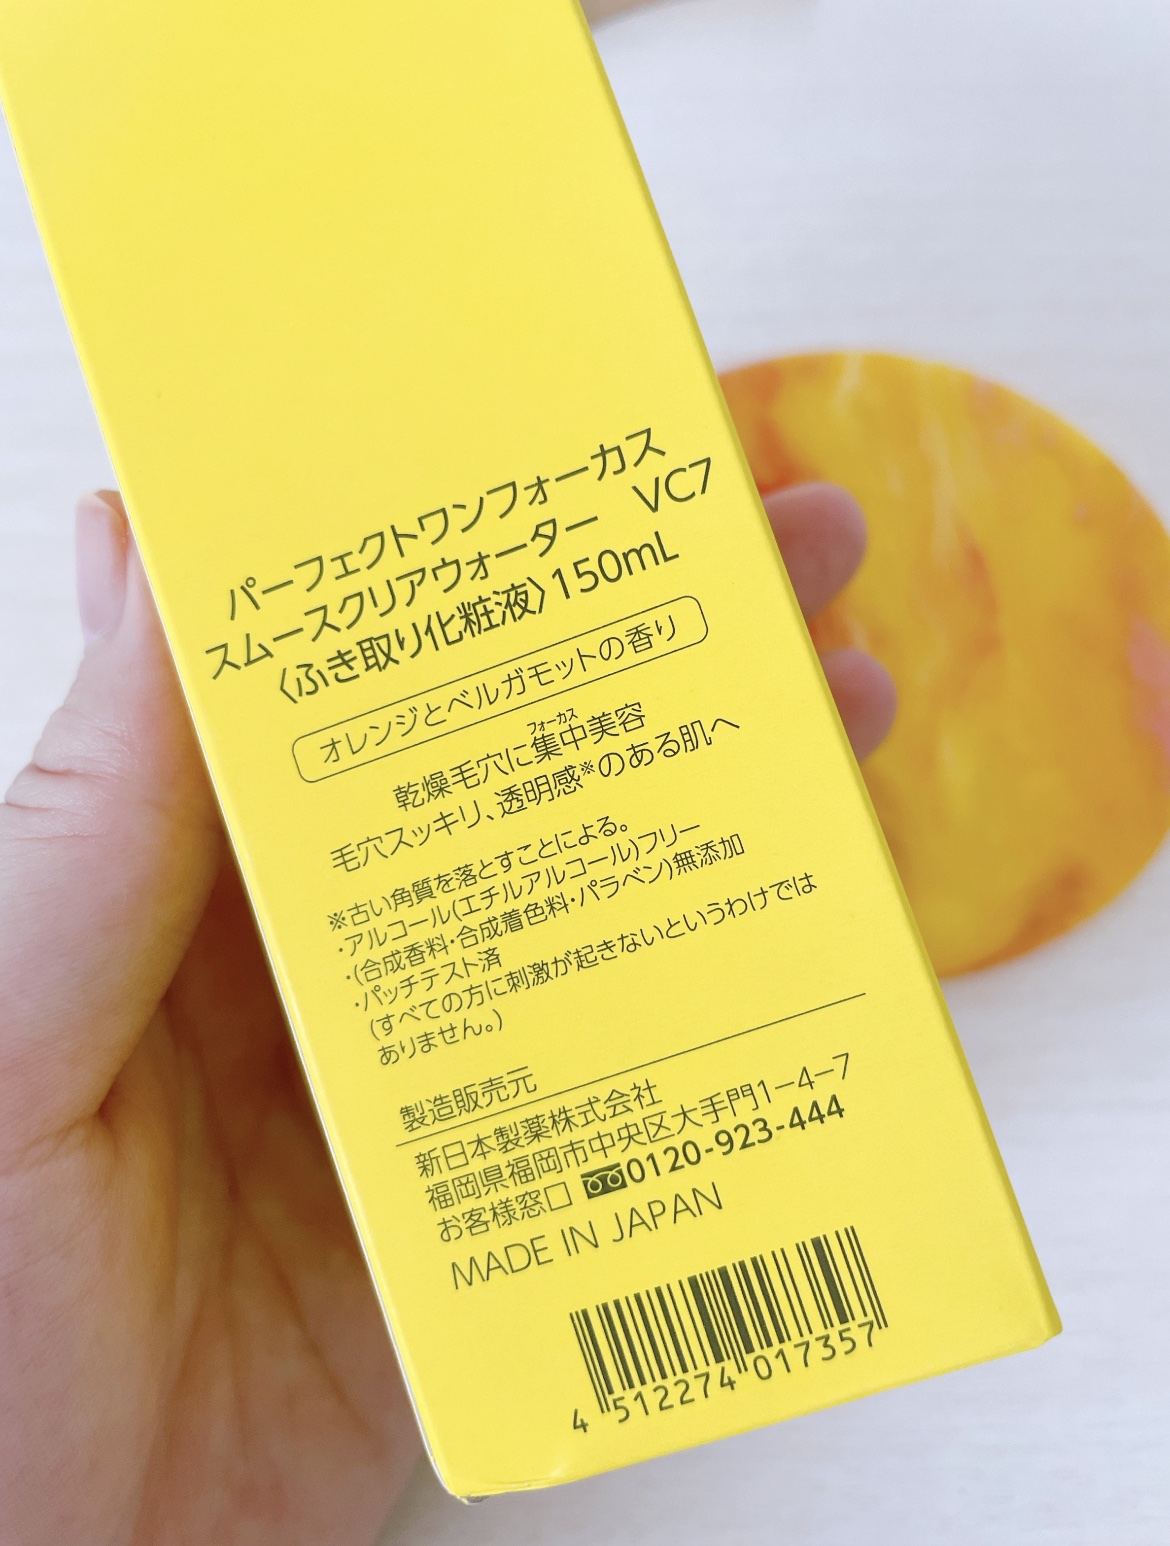 パーフェクトワンフォーカス
スムースクリアウォーター　VC7
〈ふき取り化粧液〉150mL
オレンジとベルガモットの香り
フォーカス
乾燥毛穴に集中美容
毛穴スッキリ、透明感※のある肌へ
※古い角質を落とすことによる。
・アルコール(エチルアルコール)フリー
・(合成香料・合成着色料・パラベン)無添加
・パッチテスト済
(すべての方に刺激が起きないというわけでは
ありません。)
製造販売元
新日本製薬株式会社
福岡県福岡市中央区大手門1-4-7
お客様窓口 0120-923-444
MADE IN JAPAN
4 512274 017357